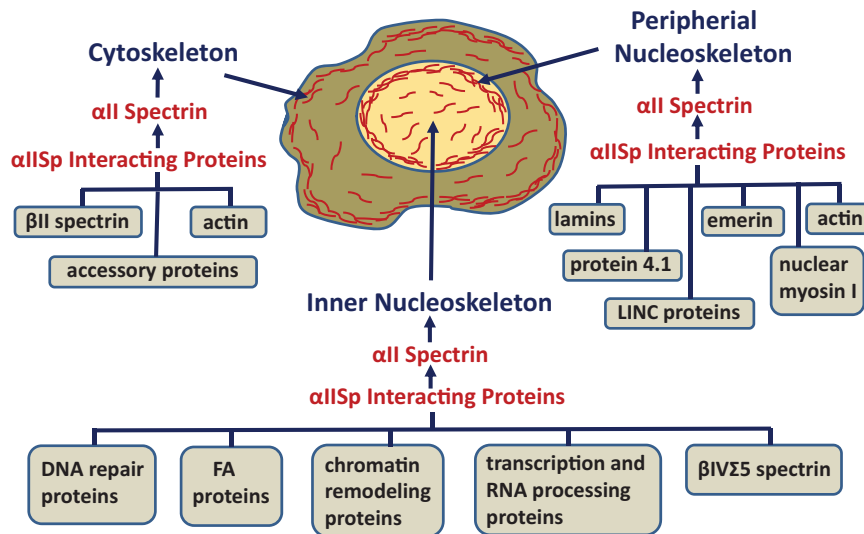 Cytoskeleton
αII Spectrin
αIISp Interacting Proteins
βII spectrin
actin
accessory proteins
Peripherial
Nucleoskeleton
αII Spectrin
αIISp Interacting Proteins
lamins
emerin
actin
protein 4.1
nuclear
myosin I
LINC proteins
Inner Nucleoskeleton
αII Spectrin
αIISp Interacting Proteins
DNA repair
proteins
FA
proteins
chromatin
remodeling
proteins
transcription and
RNA processing
proteins
βIVΣ5 spectrin